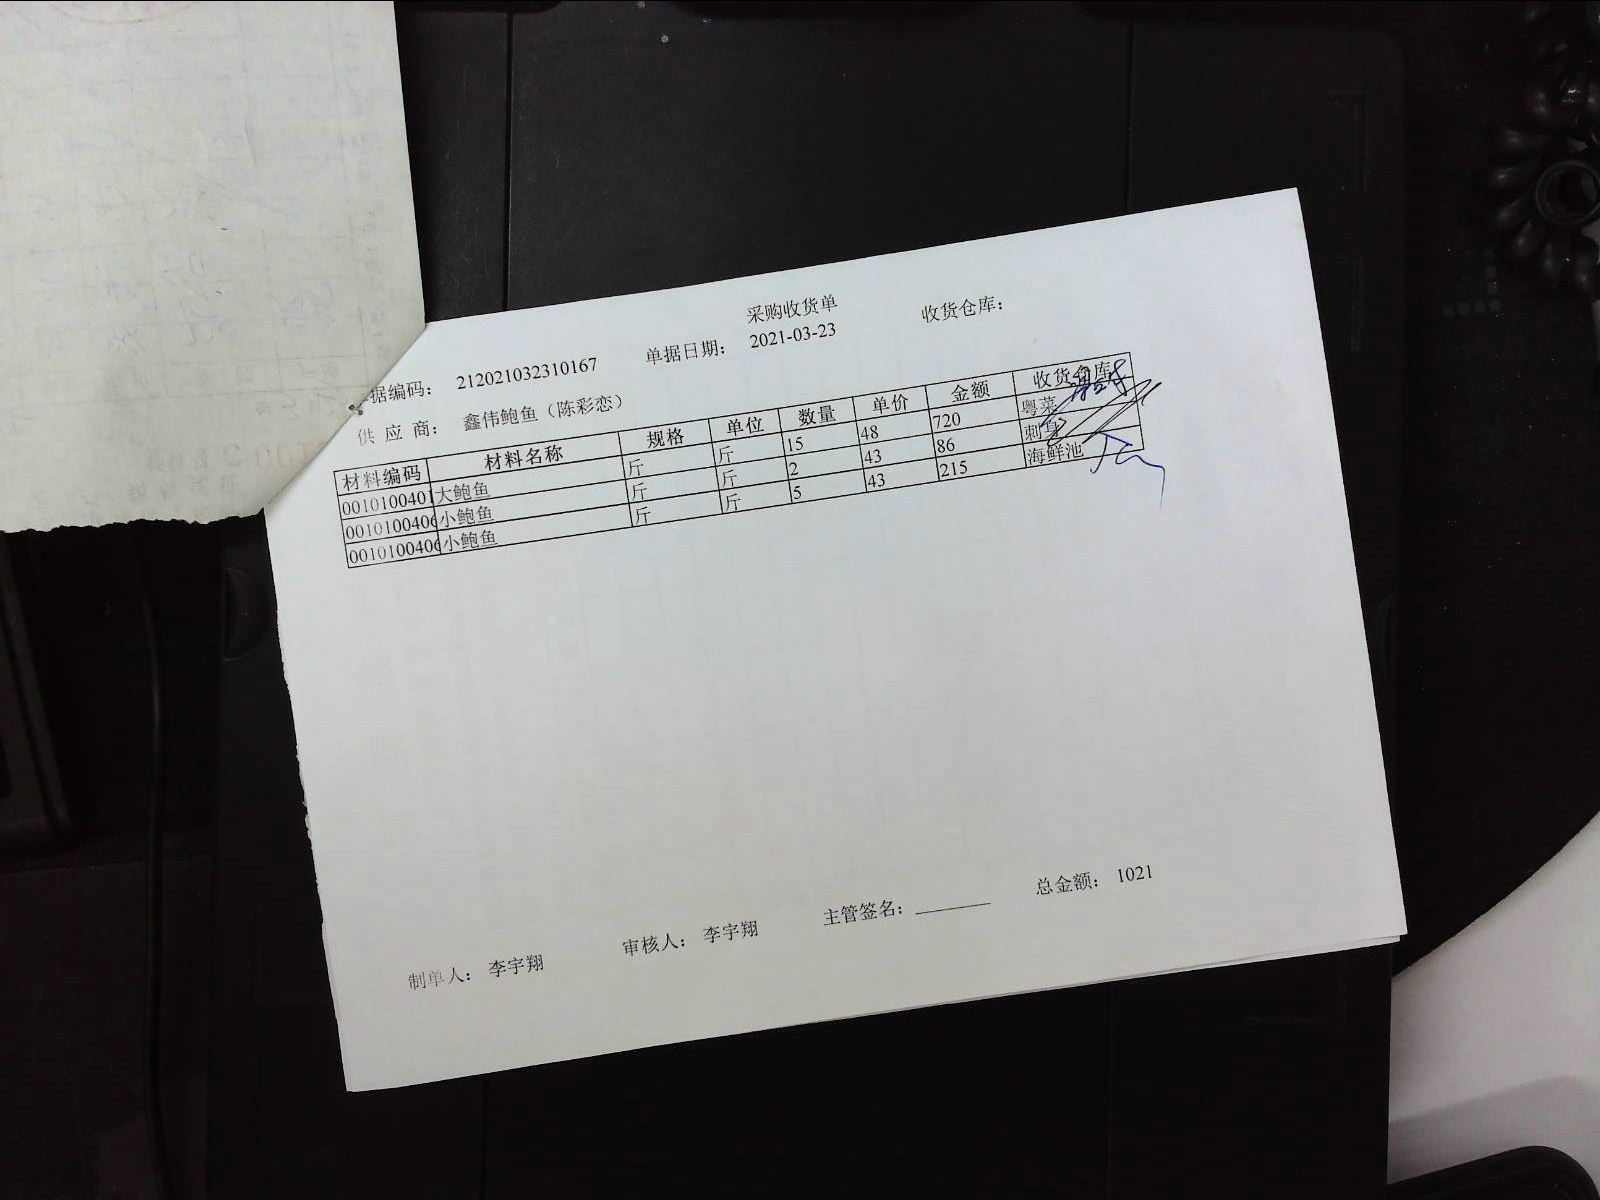 采购收货单
据编码： 212021032310167 单据日期： 2021-03-23 收货仓库：
供 应 商： 鑫伟鲍鱼（陈彩恋）
材料编码 材料名称 规格 单位 数量 单价 金额 收货仓库
0010100401 大鲍鱼 斤 斤 15 48 720 粤菜
001010040 小鲍鱼 斤 斤 2 43 86 刺身
001010040 小鲍鱼 斤 斤 5 43 215 海鲜池
总金额： 1021
制单人： 李宇翔 审核人： 李宇翔 主管签名：